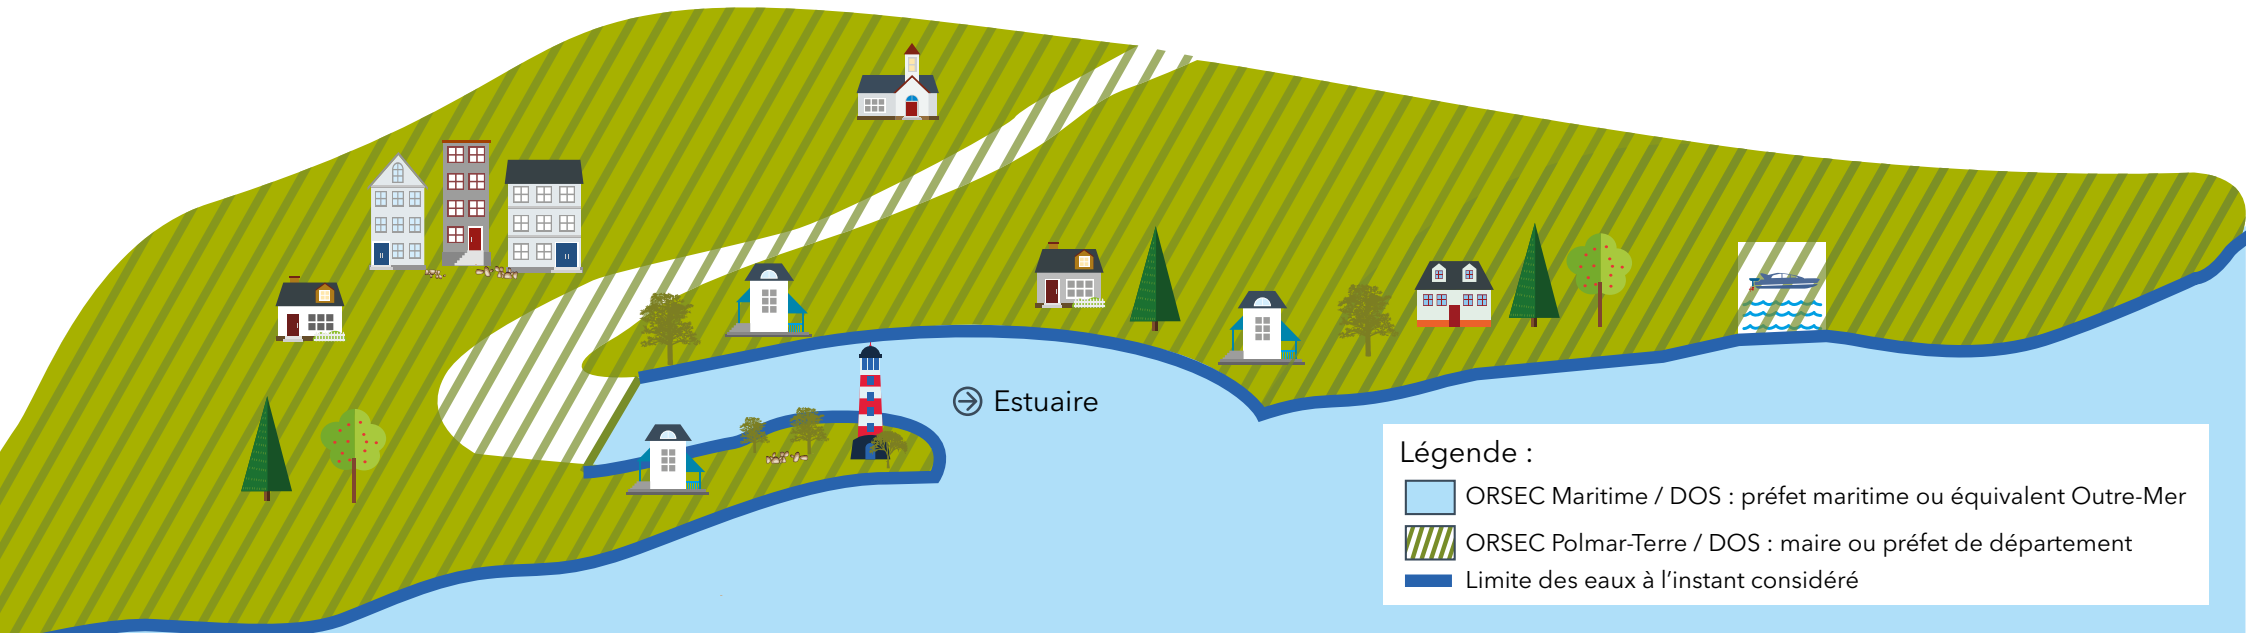 Estuaire
Légende :
ORSEC Maritime / DOS : préfet maritime ou équivalent Outre-Mer
ORSEC Polmar-Terre / DOS : maire ou préfet de département
Limite des eaux à l’instant considéré